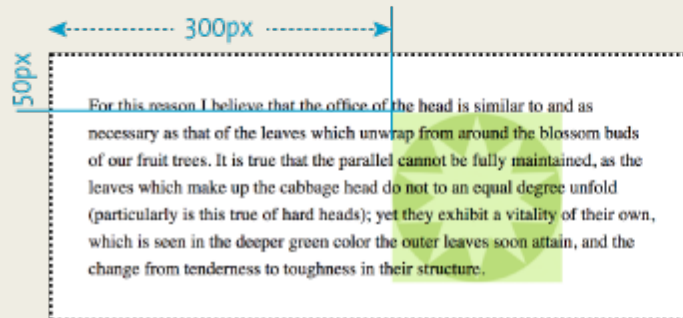 300px
50px
For this reason I believe that the office of the head is similar to and as
necessary as that of the leaves which unwrap from around the blossom buds
of our fruit trees. It is true that the parallel cannot be fully maintained, as the
leaves which make up the cabbage head do not to an equal degree unfold
(particularly is this true of hard heads); yet they exhibit a vitality of their own,
which is seen in the deeper green color the outer leaves soon attain, and the
change from tenderness to toughness in their structure.